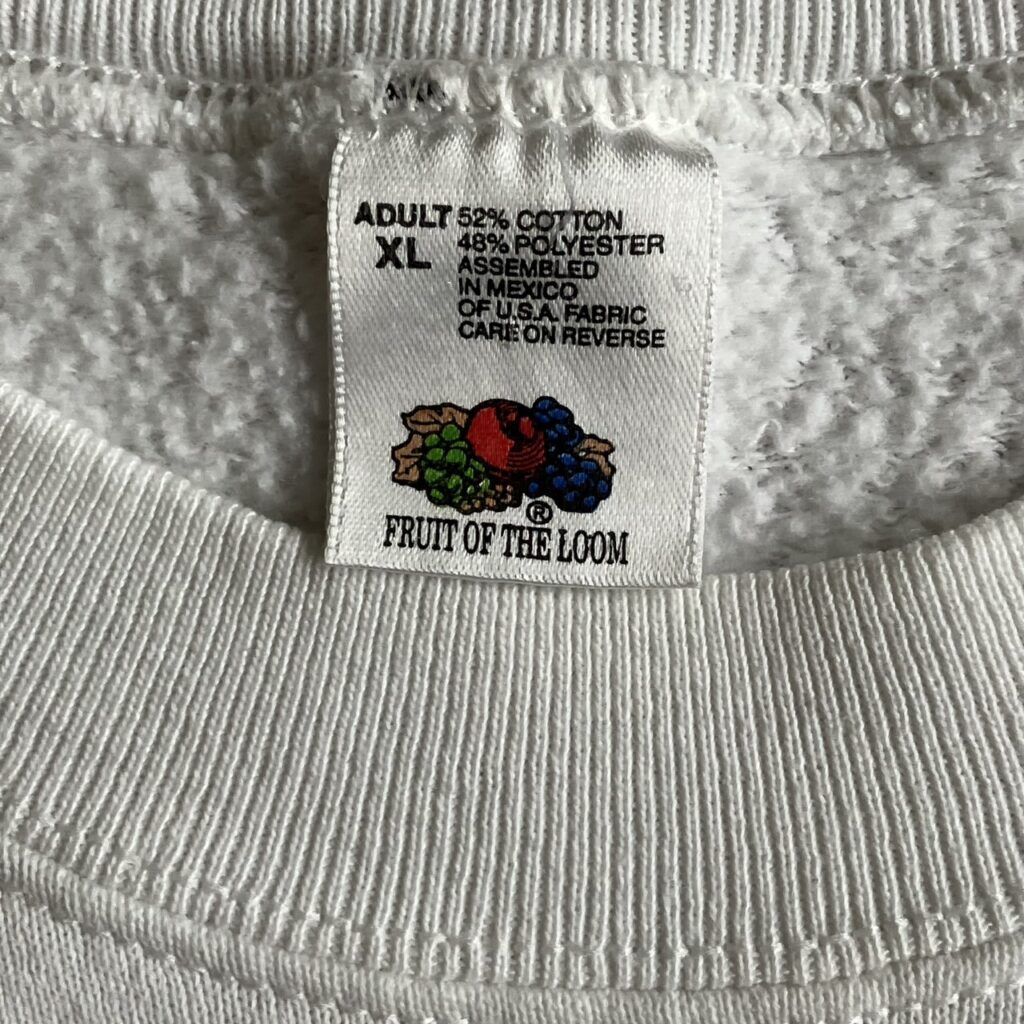 ADULT 52% COTTON
XL 48% POLYESTER
ASSEMBLED
IN MEXICO
OF U.S.A. FABRIC
CARE ON REVERSE
®
FRUIT OF THE LOOM